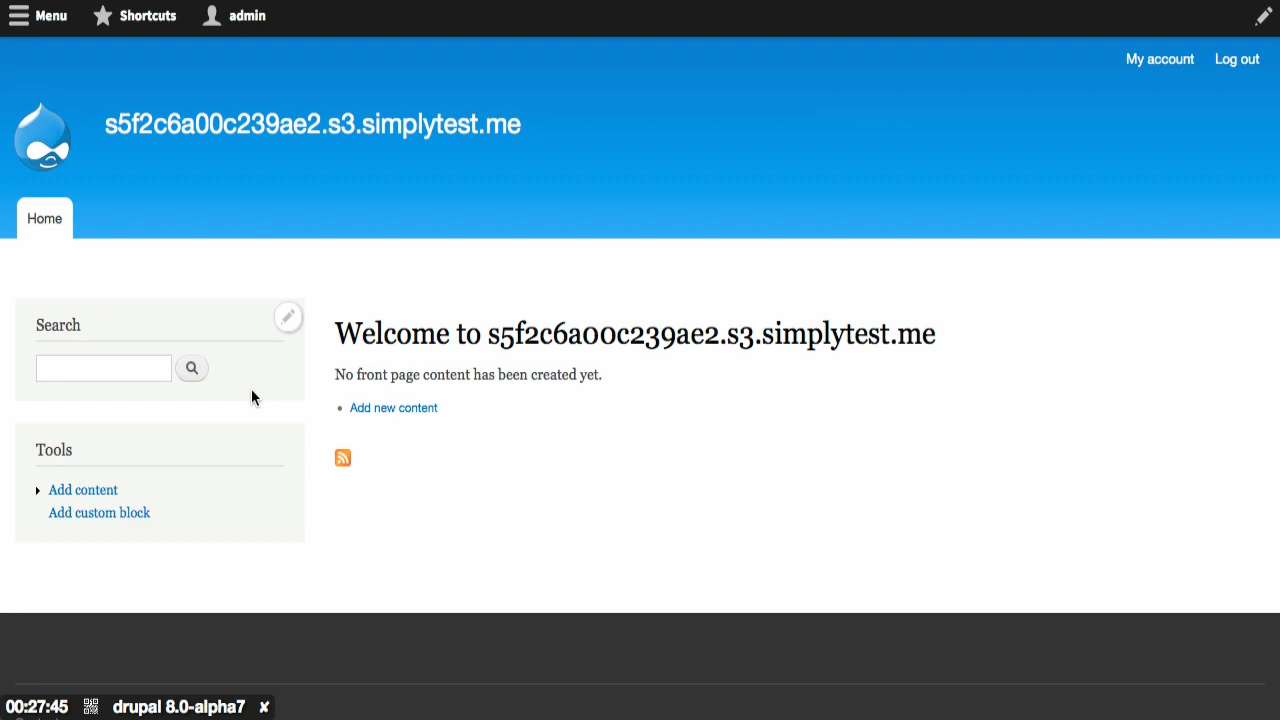 Menu Shortcuts admin
My account Log out
s5f2c6a00c239ae2.s3.simplytest.me
Home
Search
Welcome to s5f2c6a00c239ae2.s3.simplytest.me
No front page content has been created yet.
Add new content
Tools
Add content
Add custom block
00:27:45 drupal 8.0-alpha7 ✘